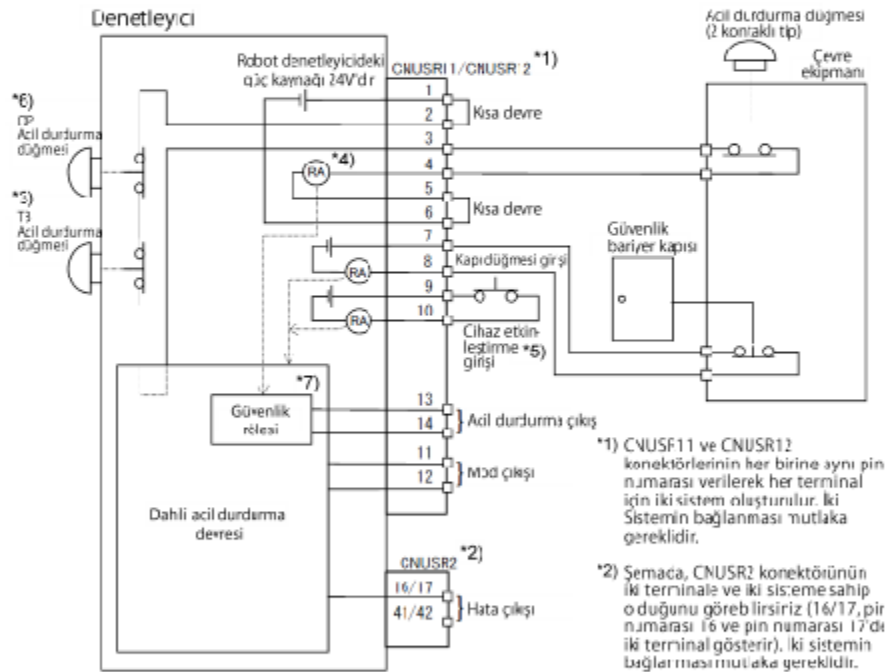 Denetleyici
Acil durdurma düğmesi
(2 kontaklı tip)
Çevre
ekipmanı
Robot denetleyicideki
güç kaynağı 24V'dır
CNUSR11/CNUSR12 *1)
1
2
3
4
5
6
7
8
9
10
Kısa devre
Kısa devre
*6)
OP
Acil durdurma
düğmesi
*3)
TB
Acil durdurma
düğmesi
RA
*4)
RA
RA
Kapı düğmesi girişi
Cihaz etkin-
leştirme *5)
girişi
Güvenlik
bariyer kapısı
*7)
Güvenlik
rölesi
Dahli acil durdurma
devresi
13
14
Acil durdurma çıkış
11
12
Mod çıkışı
CNUSR2 *2)
16/17
41/42
Hata çıkışı
*1) CNUSR11 ve CNUSR12
konektörlerinin her birine aynı pin
numarası verilerek her terminal
için iki sistem oluşturulur. İki
Sistemin bağlanması mutlaka
gereklidir.
*2) Şemada, CNUSR2 konektörünün
iki terminale ve iki sisteme sahip
olduğunu görebilirsiniz (16/17, pin
numarası 16 ve pin numarası 17'de
iki terminal gösterir). İki sistemin
bağlanması mutlaka gereklidir.